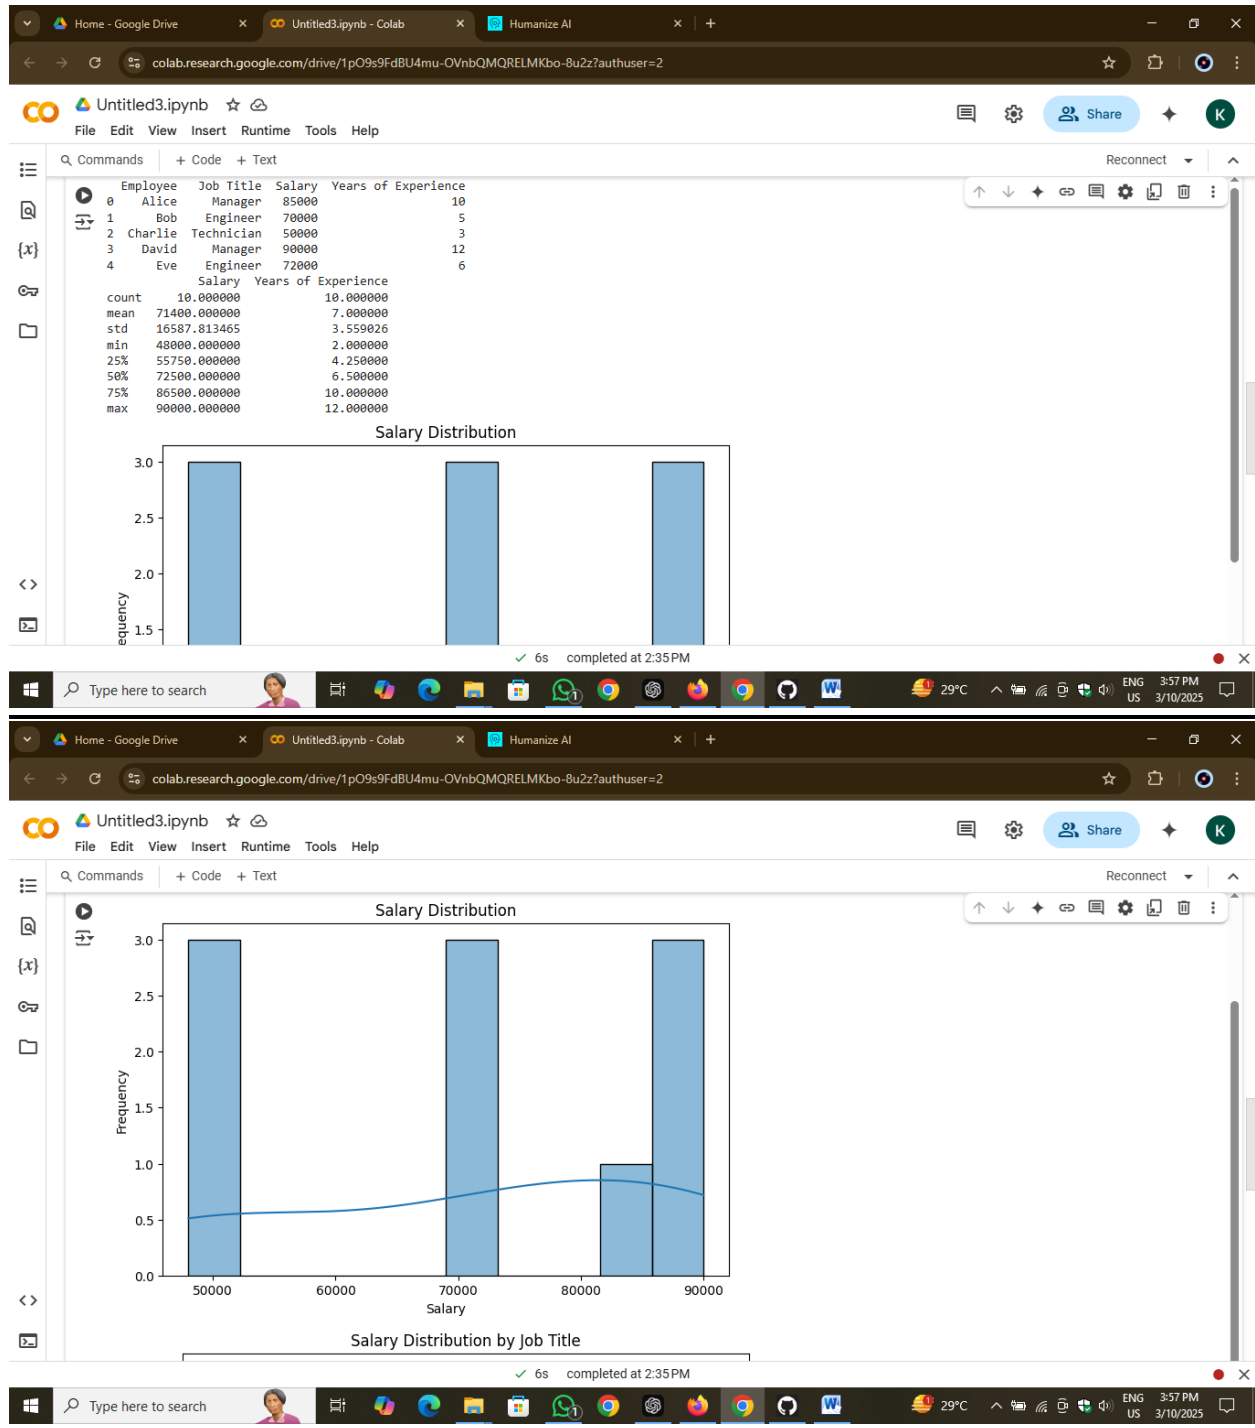 Home - Google Drive
Untitled3.ipynb - Colab
Humanize AI
colab.research.google.com/drive/1pO9s9FdBU4mu-OVnbQMQRELMKbo-8u2z?authuser=2
Untitled3.ipynb
Share
K
File Edit View Insert Runtime Tools Help
Commands + Code + Text Reconnect
Employee Job Title Salary Years of Experience
0 Alice Manager 85000 10
1 Bob Engineer 70000 5
2 Charlie Technician 50000 3
3 David Manager 90000 12
4 Eve Engineer 72000 6
Salary Years of Experience
count 10.000000 10.000000
mean 71400.000000 7.000000
std 16587.813465 3.559026
min 48000.000000 2.000000
25% 55750.000000 4.250000
50% 72500.000000 6.500000
75% 86500.000000 10.000000
max 90000.000000 12.000000
Salary Distribution
3.0
2.5
2.0
1.5
equency
6s completed at 2:35 PM
Type here to search
1
1
29°C
ENG
US
3:57 PM
3/10/2025
Home - Google Drive
Untitled3.ipynb - Colab
Humanize AI
colab.research.google.com/drive/1pO9s9FdBU4mu-OVnbQMQRELMKbo-8u2z?authuser=2
Untitled3.ipynb
Share
K
File Edit View Insert Runtime Tools Help
Commands + Code + Text Reconnect
Salary Distribution
3.0
2.5
2.0
1.5
1.0
0.5
0.0
Frequency
50000 60000 70000 80000 90000
Salary
Salary Distribution by Job Title
6s completed at 2:35 PM
Type here to search
1
1
29°C
ENG
US
3:57 PM
3/10/2025